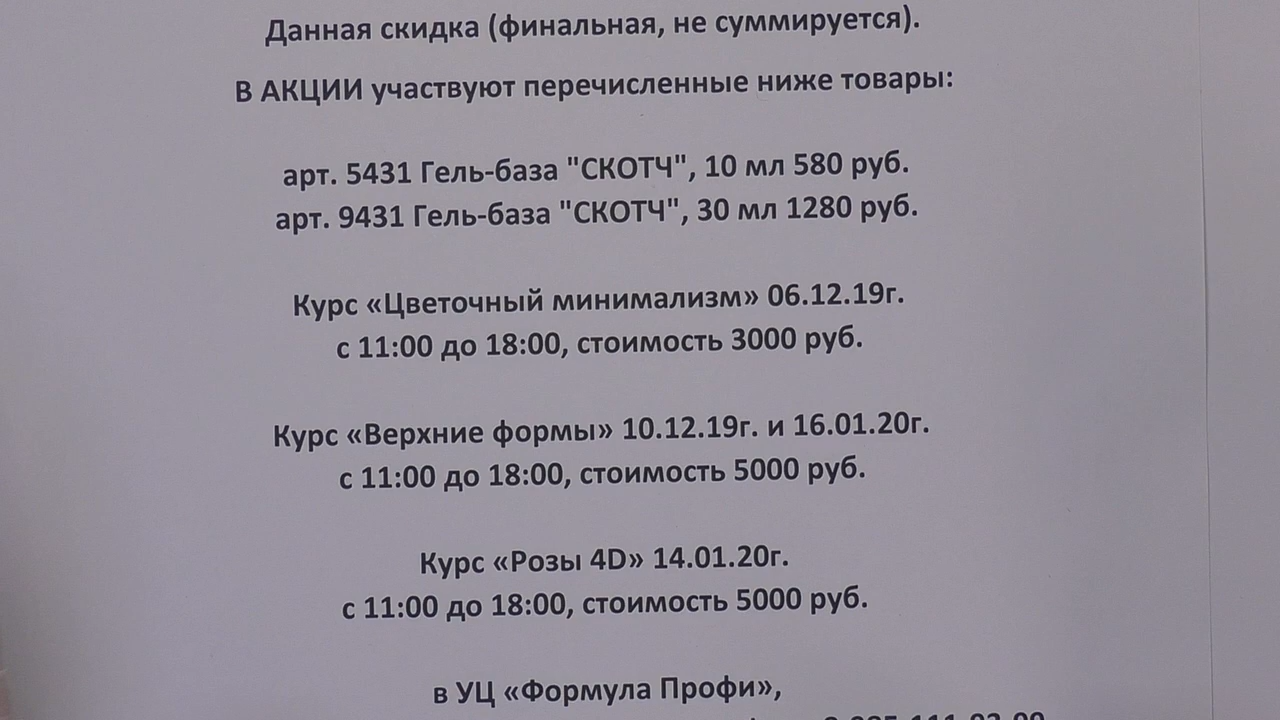 Данная скидка (финальная, не суммируется).
В АКЦИИ участвуют перечисленные ниже товары:
арт. 5431 Гель-база "СКОТЧ", 10 мл 580 руб.
арт. 9431 Гель-база "СКОТЧ", 30 мл 1280 руб.
Курс «Цветочный минимализм» 06.12.19г.
с 11:00 до 18:00, стоимость 3000 руб.
Курс «Верхние формы» 10.12.19г. и 16.01.20г.
с 11:00 до 18:00, стоимость 5000 руб.
Курс «Розы 4D» 14.01.20г.
с 11:00 до 18:00, стоимость 5000 руб.
в УЦ «Формула Профи»,